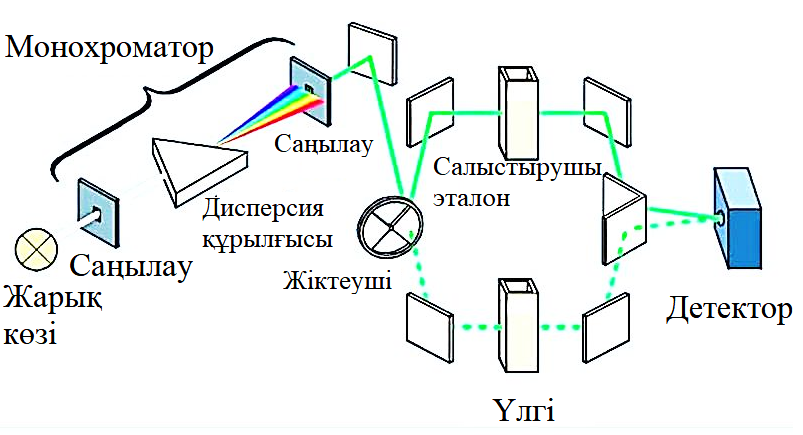 Монохроматор
Саңылау
Салыстырушы
эталон
Дисперсия
құрылғысы
Саңылау
Жіктеуші
Жарық
көзі
Детектор
Үлгі